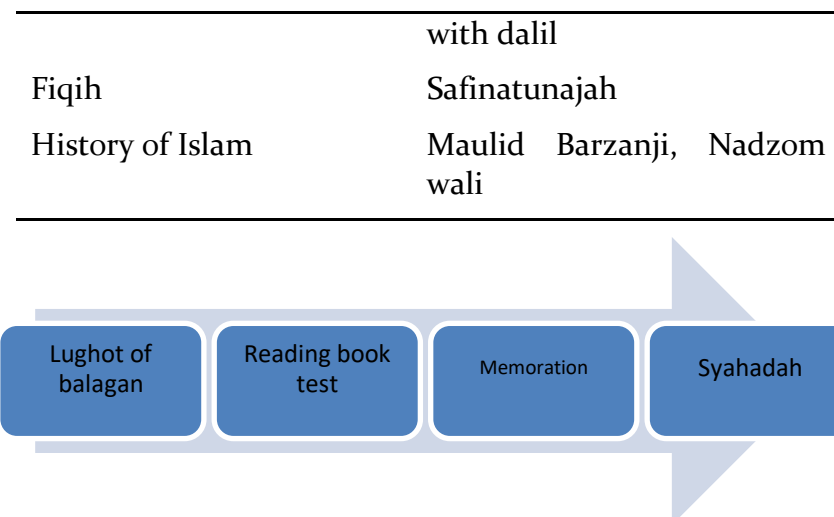 with dalil
Fiqih Safinatunajah
History of Islam Maulid Barzanji, Nadzom
wali
Lughot of
balagan
Reading book
test
Memoration
Syahadah